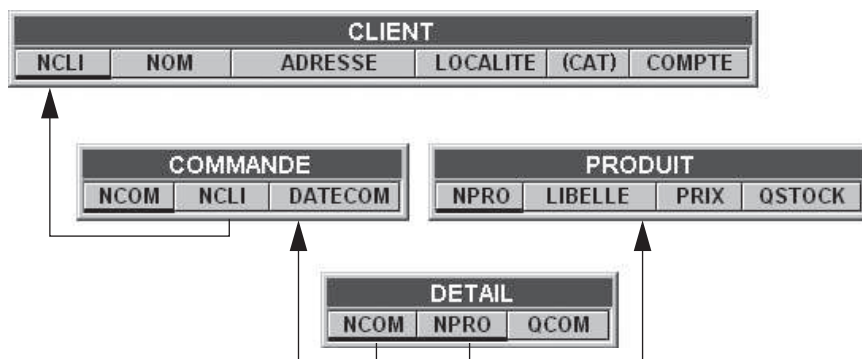 CLIENT
NCLI NOM ADRESSE LOCALITE (CAT) COMPTE
COMMANDE
NCOM NCLI DATECOM
PRODUIT
NPRO LIBELLE PRIX QSTOCK
DETAIL
NCOM NPRO QCOM